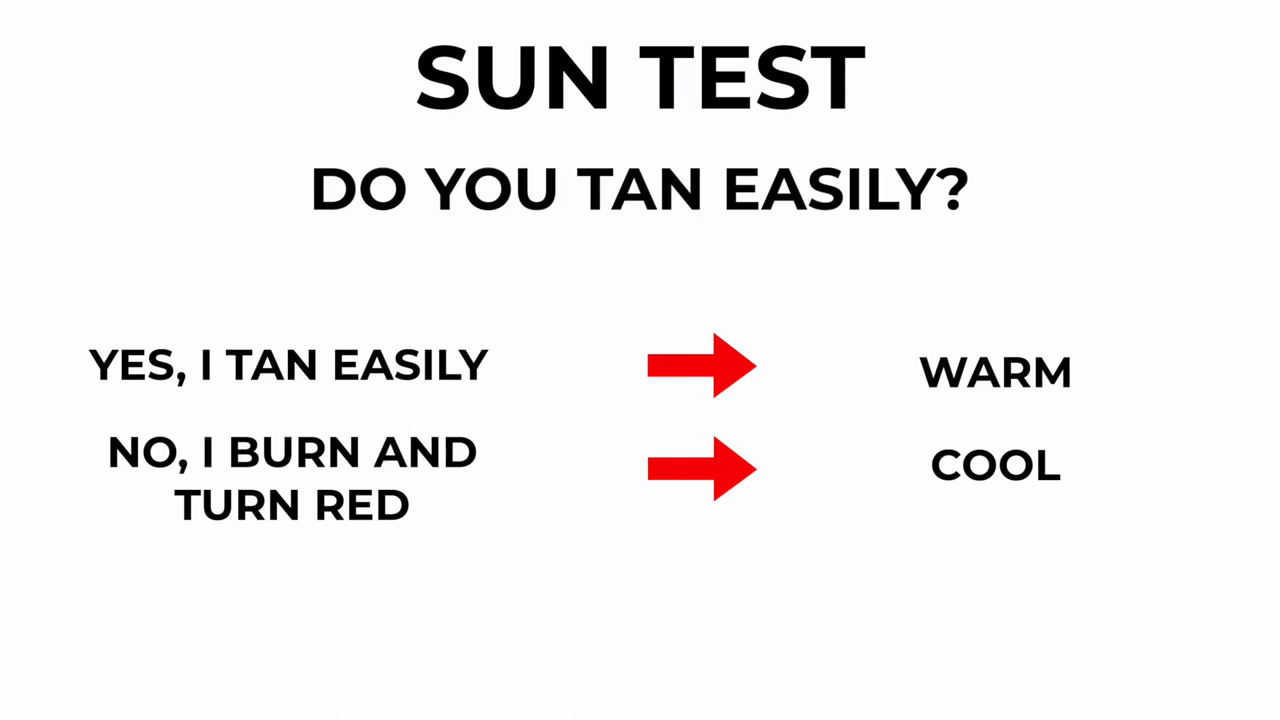 SUN TEST
DO YOU TAN EASILY?
YES, I TAN EASILY
WARM
NO, I BURN AND
TURN RED
COOL